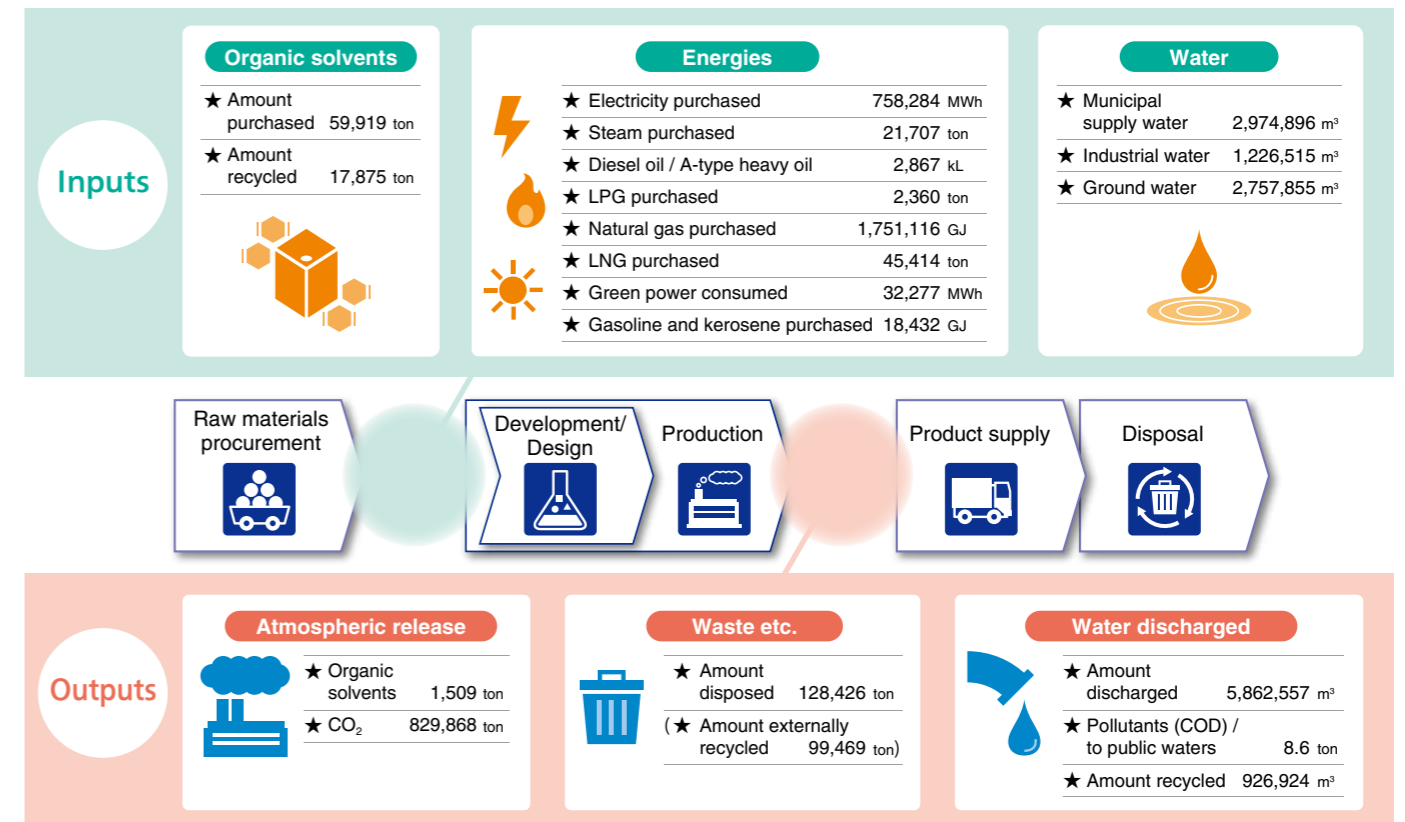 Inputs
Organic solvents
★ Amount
purchased 59,919 ton
★ Amount
recycled 17,875 ton
Energies
★ Electricity purchased 758,284 MWh
★ Steam purchased 21,707 ton
★ Diesel oil / A-type heavy oil 2,867 kL
★ LPG purchased 2,360 ton
★ Natural gas purchased 1,751,116 GJ
★ LNG purchased 45,414 ton
★ Green power consumed 32,277 MWh
★ Gasoline and kerosene purchased 18,432 GJ
Water
★ Municipal
supply water 2,974,896 m³
★ Industrial water 1,226,515 m³
★ Ground water 2,757,855 m³
Raw materials
procurement
Development/
Design
Production
Product supply
Disposal
Outputs
Atmospheric release
★ Organic
solvents 1,509 ton
★ CO₂ 829,868 ton
Waste etc.
★ Amount
disposed 128,426 ton
(★ Amount externally
recycled 99,469 ton)
Water discharged
★ Amount
discharged 5,862,557 m³
★ Pollutants (COD) /
to public waters 8.6 ton
★ Amount recycled 926,924 m³